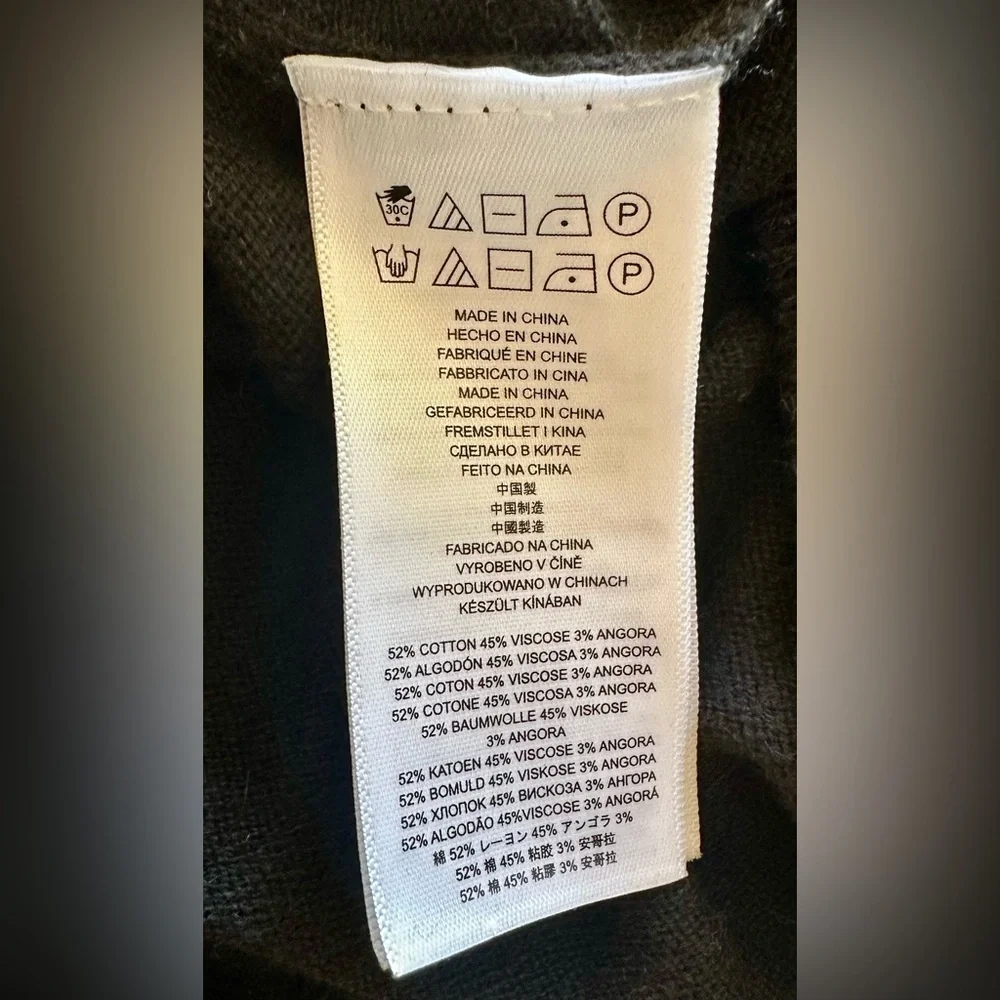 30C P
P
MADE IN CHINA
HECHO EN CHINA
FABRIQUÉ EN CHINE
FABBRICATO IN CINA
MADE IN CHINA
GEFABRICEERD IN CHINA
FREMSTILLET I KINA
СДЕЛАНО В КИТАЕ
FEITO NA CHINA
中国製
中国制造
中國製造
FABRICADO NA CHINA
VYROBENO V ČÍNĚ
WYPRODUKOWANO W CHINACH
KÉSZÜLT KÍNÁBAN
52% COTTON 45% VISCOSE 3% ANGORA
52% ALGODÓN 45% VISCOSA 3% ANGORA
52% COTON 45% VISCOSE 3% ANGORA
52% COTONE 45% VISCOSA 3% ANGORA
52% BAUMWOLLE 45% VISKOSE
3% ANGORA
52% KATOEN 45% VISCOSE 3% ANGORA
52% BOMULD 45% VISKOSE 3% ANGORA
52% ХЛОПОК 45% ВИСКОЗА 3% АНГОРА
52% ALGODÃO 45%VISCOSE 3% ANGORÁ
綿 52% レーヨン 45% アンゴラ 3%
52% 棉 45% 粘胶 3% 安哥拉
52% 棉 45% 粘膠 3% 安哥拉